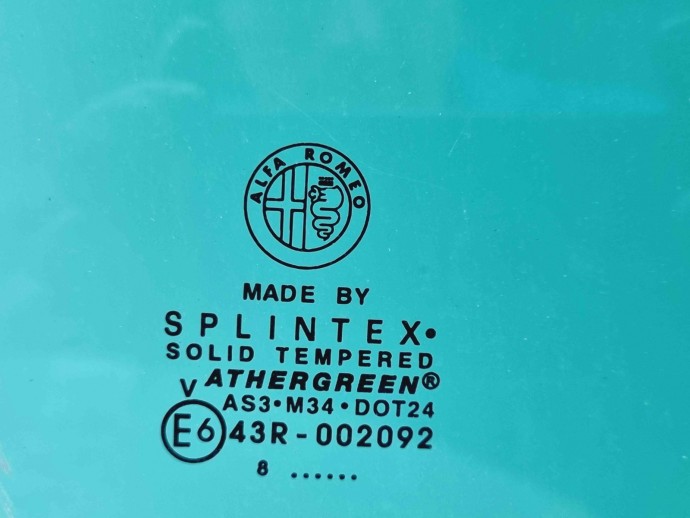 ALFA ROMEO
MADE BY
SPLINTEX•
SOLID TEMPERED
ATHERGREEN®
V
AS3•M34•DOT24
E6 43R-002092
8 ......